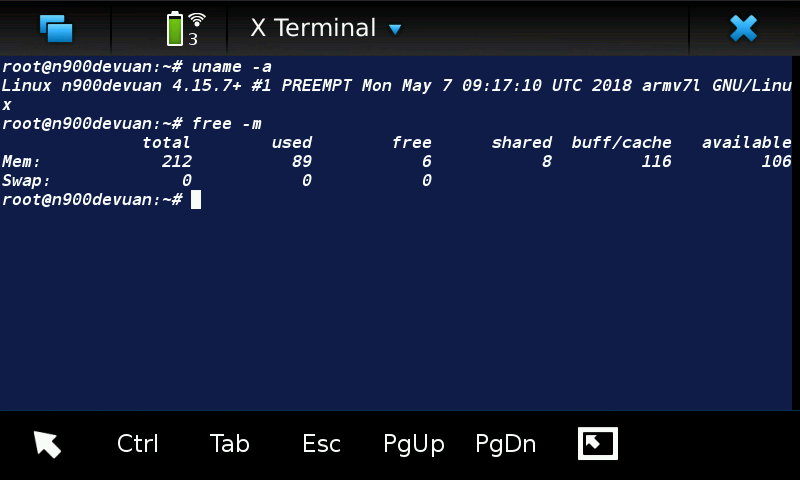 3
X Terminal
root@n900devuan:~# uname -a
Linux n900devuan 4.15.7+ #1 PREEMPT Mon May 7 09:17:10 UTC 2018 armv7l GNU/Linu
x
root@n900devuan:~# free -m
total used free shared buff/cache available
Mem: 212 89 6 8 116 106
Swap: 0 0 0
root@n900devuan:~#
Ctrl Tab Esc PgUp PgDn